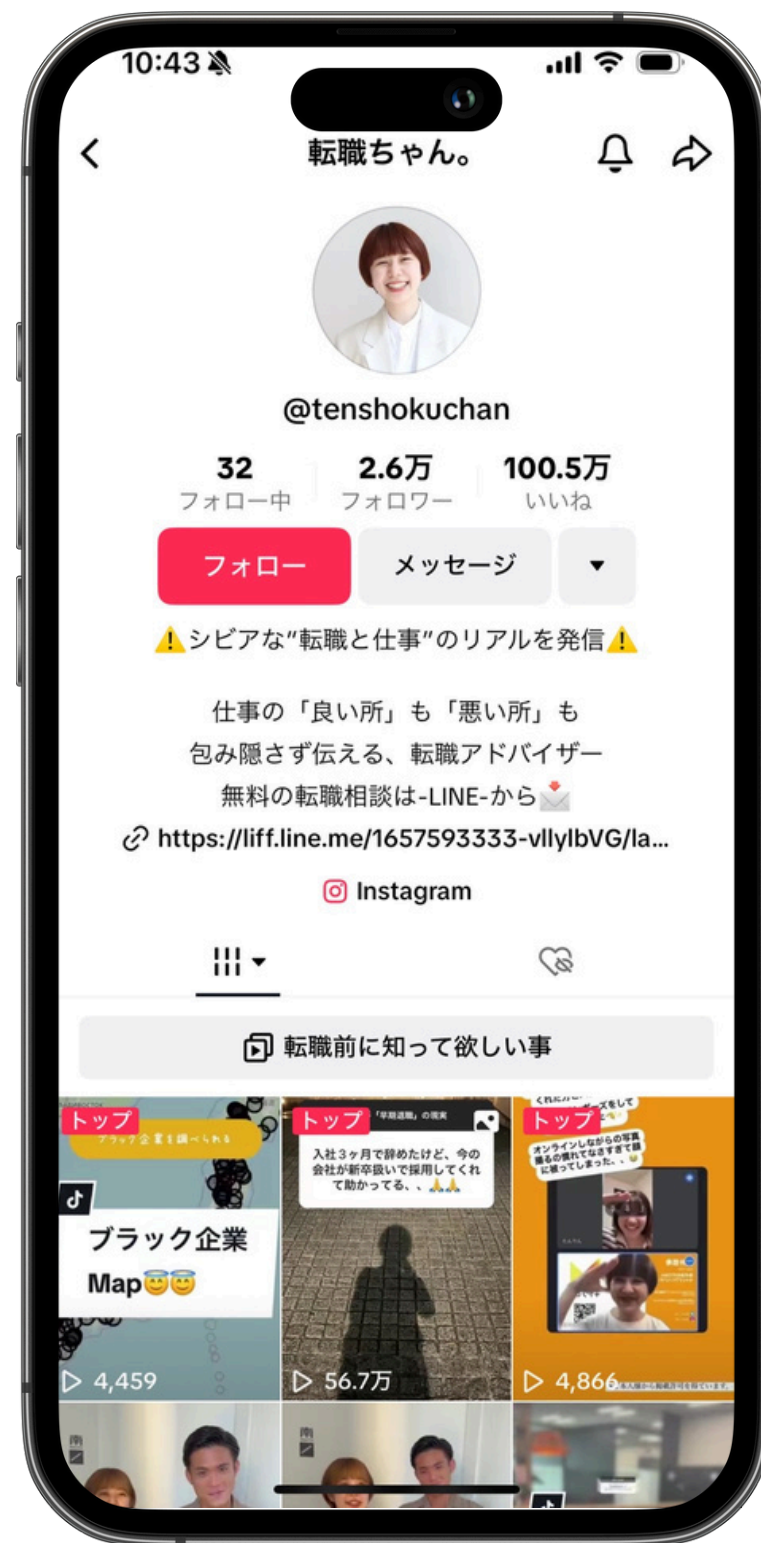 10:43
転職ちゃん。
@tenshokuchan
32
フォロー中
2.6万
フォロワー
100.5万
いいね
フォロー
メッセージ
⚠️シビアな"転職と仕事"のリアルを発信⚠️
仕事の「良い所」も「悪い所」も
包み隠さず伝える、転職アドバイザー
無料の転職相談は-LINE-から📩
https://liff.line.me/1657593333-vllylbVG/la...
Instagram
転職前に知って欲しい事
トップ
ブラック企業を調べられる
ブラック企業
Map😇😇
4,459
トップ
「早期退職」の現実
入社3ヶ月で辞めたけど、今の
会社が新卒扱いで採用してくれ
て助かってる、、🙏🙏
56.7万
トップ
ポーズをして
オンラインしながらの写真
撮るの慣れてなさすぎて顔
に被ってしまった、、
4,866
南
南